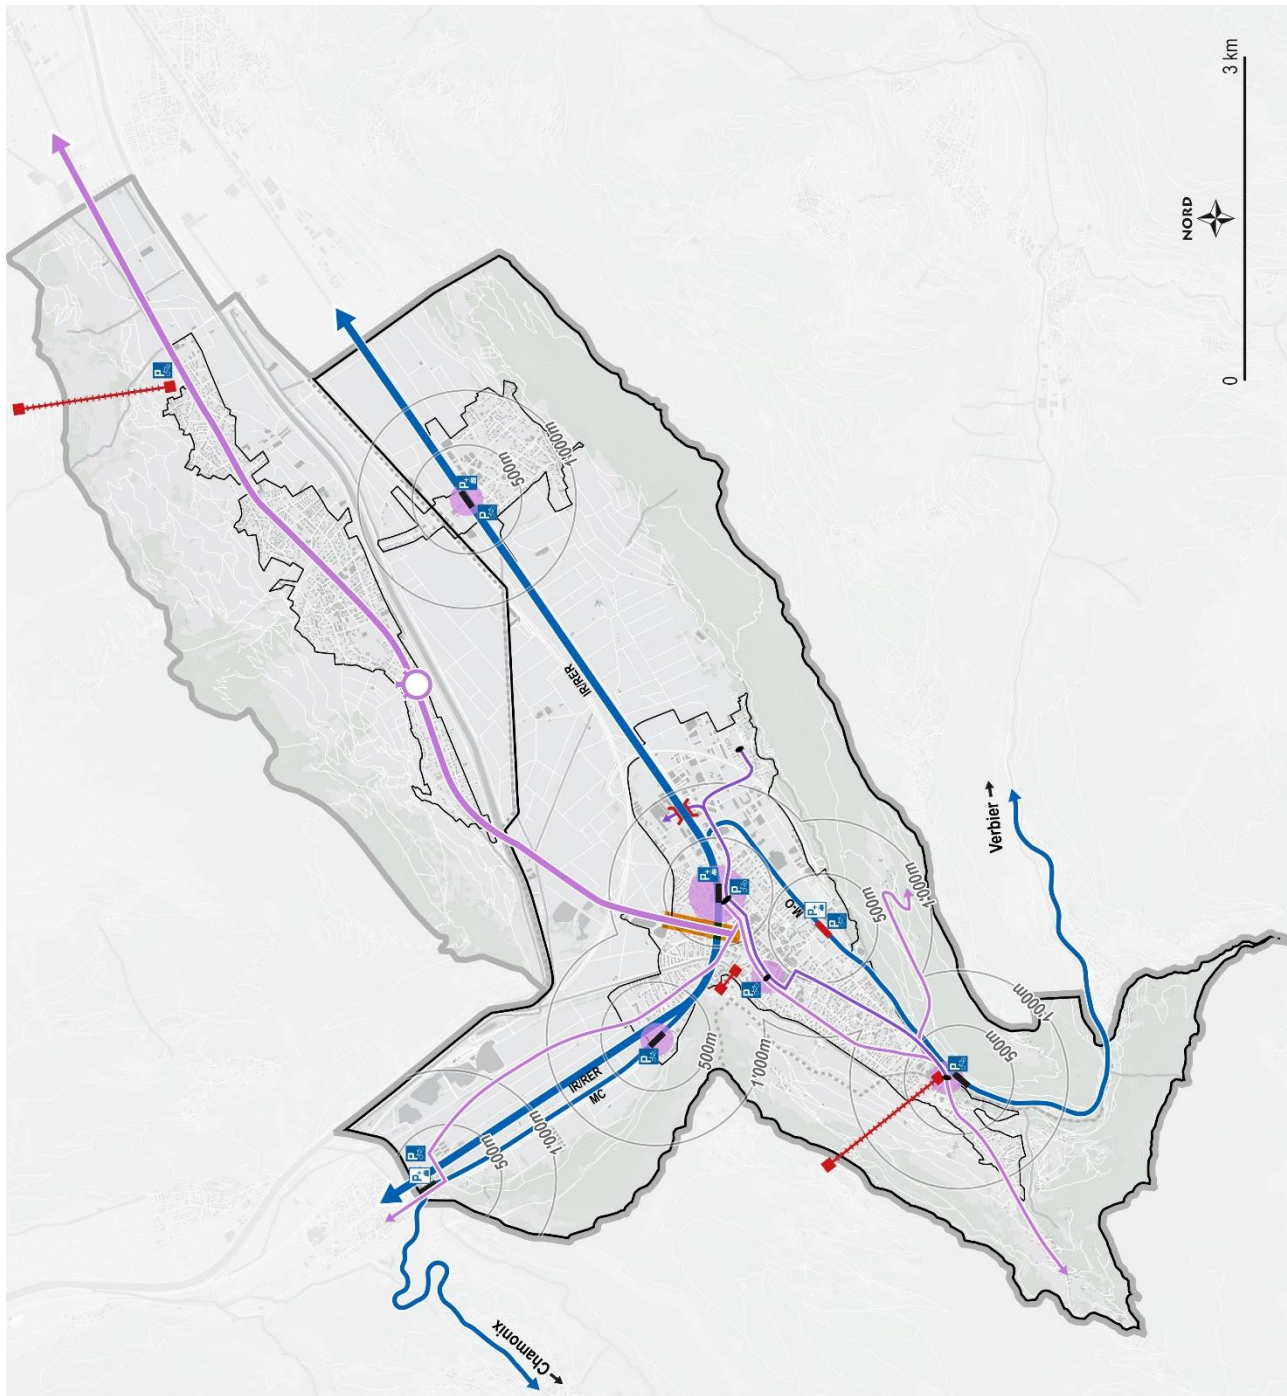 3 km
NORD
0
P
P+
P
500m
1'000m
IR/RER
Verbier →
P+
P
500m
1'000m
M-O
P+
P
P
P
500m
1'000m
500m
1'000m
P
IR/RER
MC
P
P+
500m
1'000m
Chamonix →